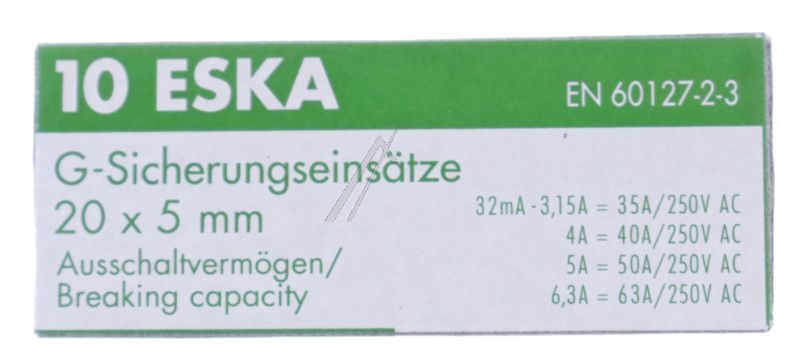 10 ESKA
EN 60127-2-3
G-Sicherungseinsätze
20 x 5 mm
Ausschaltvermögen/
Breaking capacity
32mA - 3,15A = 35A/250V AC
4A = 40A/250V AC
5A = 50A/250V AC
6,3A = 63A/250V AC